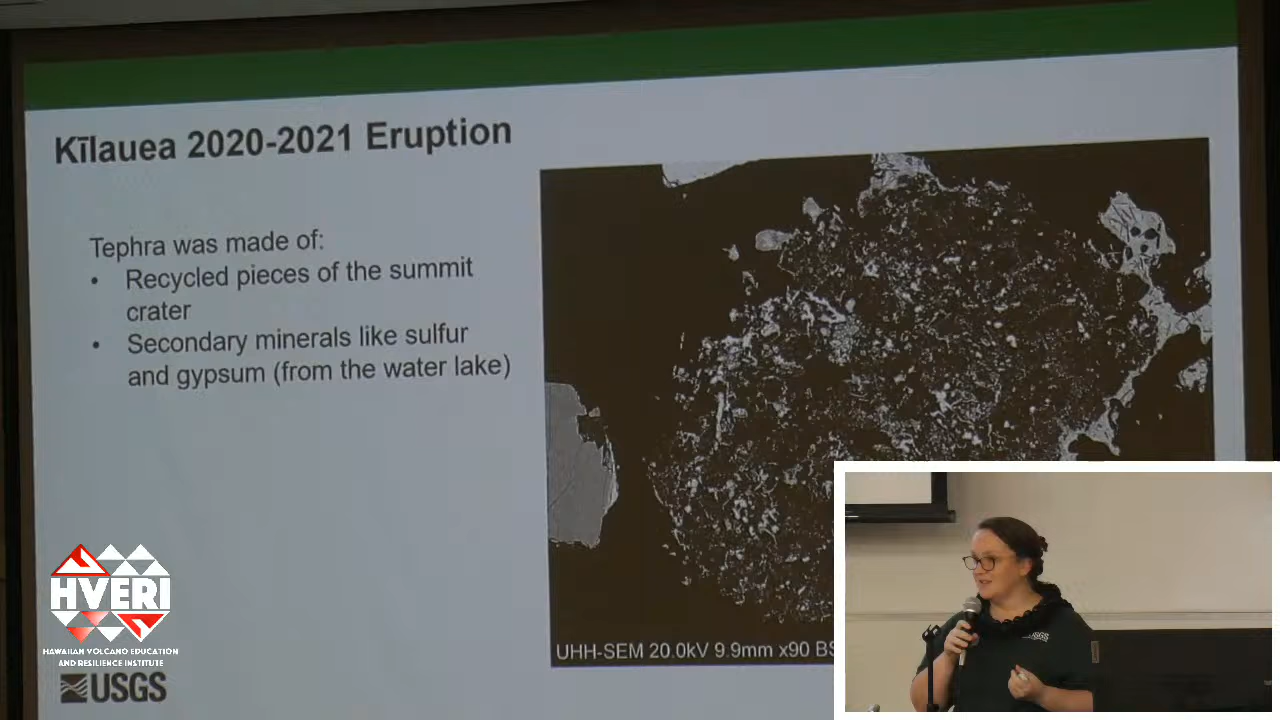 Kīlauea 2020-2021 Eruption
Tephra was made of:
• Recycled pieces of the summit
crater
• Secondary minerals like sulfur
and gypsum (from the water lake)
UHH-SEM 20.0kV 9.9mm x90 BS
HVERI
HAWAIIAN VOLCANO EDUCATION
AND RESILIENCE INSTITUTE
USGS
USGS